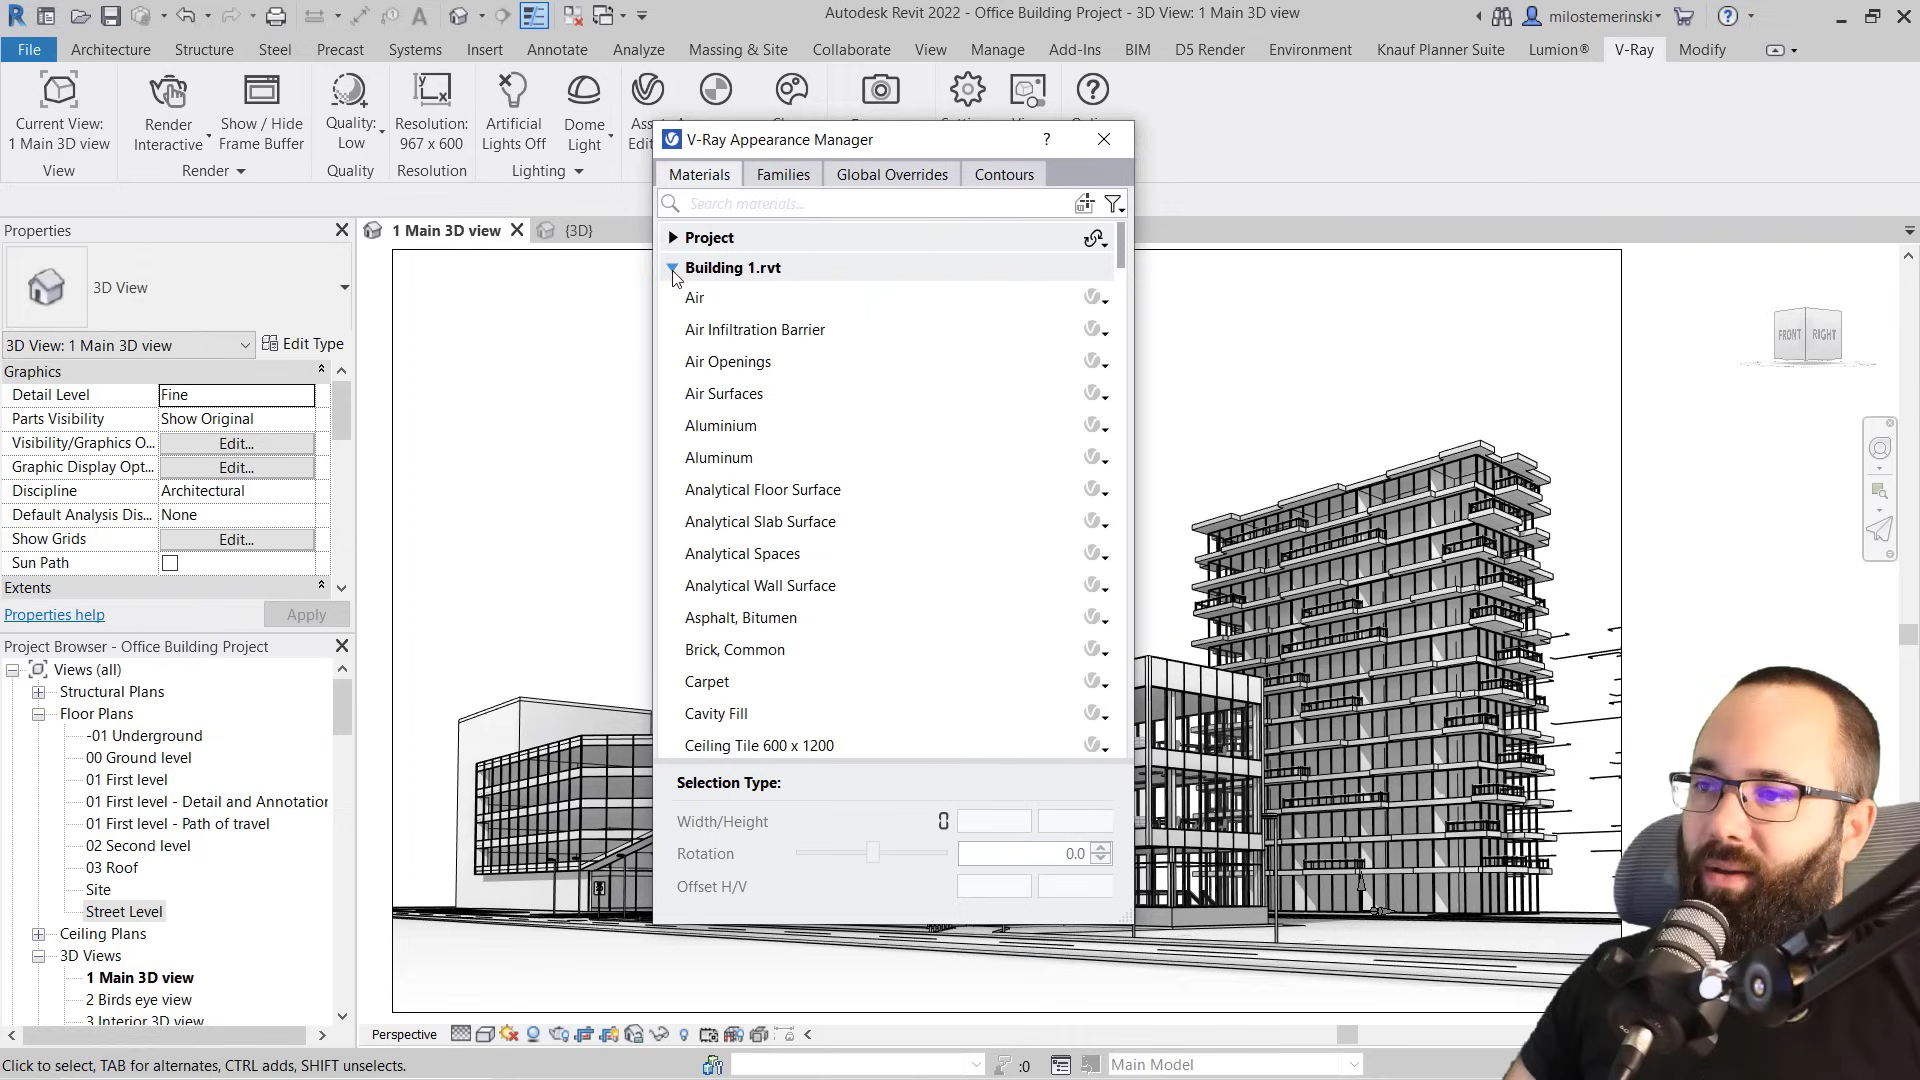 Autodesk Revit 2022 - Office Building Project - 3D View: 1 Main 3D view
milostemerinski
File Architecture Structure Steel Precast Systems Insert Annotate Analyze Massing & Site Collaborate View Manage Add-Ins BIM D5 Render Environment Knauf Planner Suite Lumion® V-Ray Modify
Current View:
1 Main 3D view
Render
Interactive
Show / Hide
Frame Buffer
Quality:
Low
Resolution:
967 x 600
Artificial
Lights Off
Dome
Light
View
Render
Quality
Resolution
Lighting
V-Ray Appearance Manager
?
Materials Families Global Overrides Contours
Search materials...
Project
Building 1.rvt
Air
Air Infiltration Barrier
Air Openings
Air Surfaces
Aluminium
Aluminum
Analytical Floor Surface
Analytical Slab Surface
Analytical Spaces
Analytical Wall Surface
Asphalt, Bitumen
Brick, Common
Carpet
Cavity Fill
Ceiling Tile 600 x 1200
Selection Type:
Width/Height
Rotation 0.0
Offset H/V
1 Main 3D view {3D}
FRONT RIGHT
Properties
3D View
3D View: 1 Main 3D view Edit Type
Graphics
Detail Level Fine
Parts Visibility Show Original
Visibility/Graphics O... Edit...
Graphic Display Opt... Edit...
Discipline Architectural
Default Analysis Dis... None
Show Grids Edit...
Sun Path
Extents
Properties help Apply
Project Browser - Office Building Project
Views (all)
Structural Plans
Floor Plans
-01 Underground
00 Ground level
01 First level
01 First level - Detail and Annotation
01 First level - Path of travel
02 Second level
03 Roof
Site
Street Level
Ceiling Plans
3D Views
1 Main 3D view
2 Birds eye view
3 Interior 3D view
Perspective
Click to select, TAB for alternates, CTRL adds, SHIFT unselects.
:0 Main Model